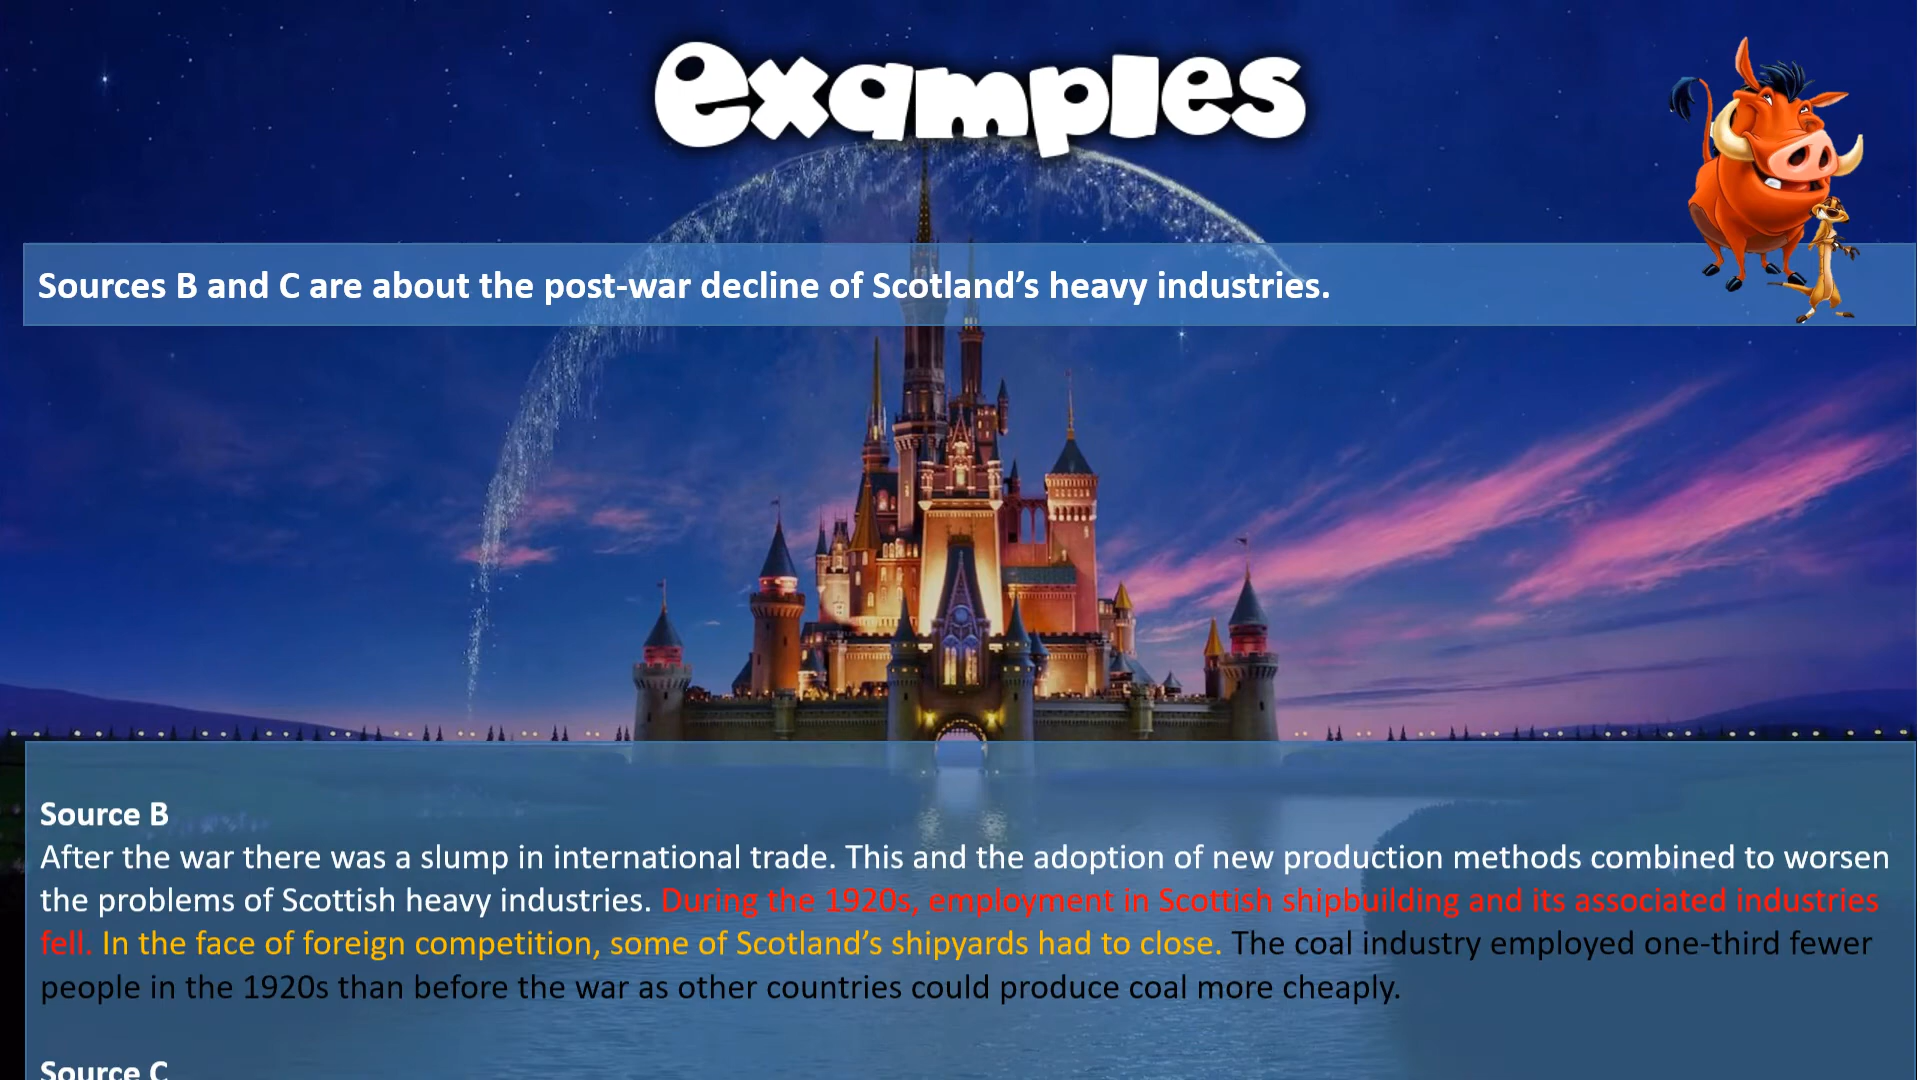 examples
Sources B and C are about the post-war decline of Scotland’s heavy industries.
Source B
After the war there was a slump in international trade. This and the adoption of new production methods combined to worsen
the problems of Scottish heavy industries. During the 1920s, employment in Scottish shipbuilding and its associated industries
fell. In the face of foreign competition, some of Scotland’s shipyards had to close. The coal industry employed one-third fewer
people in the 1920s than before the war as other countries could produce coal more cheaply.
Source C